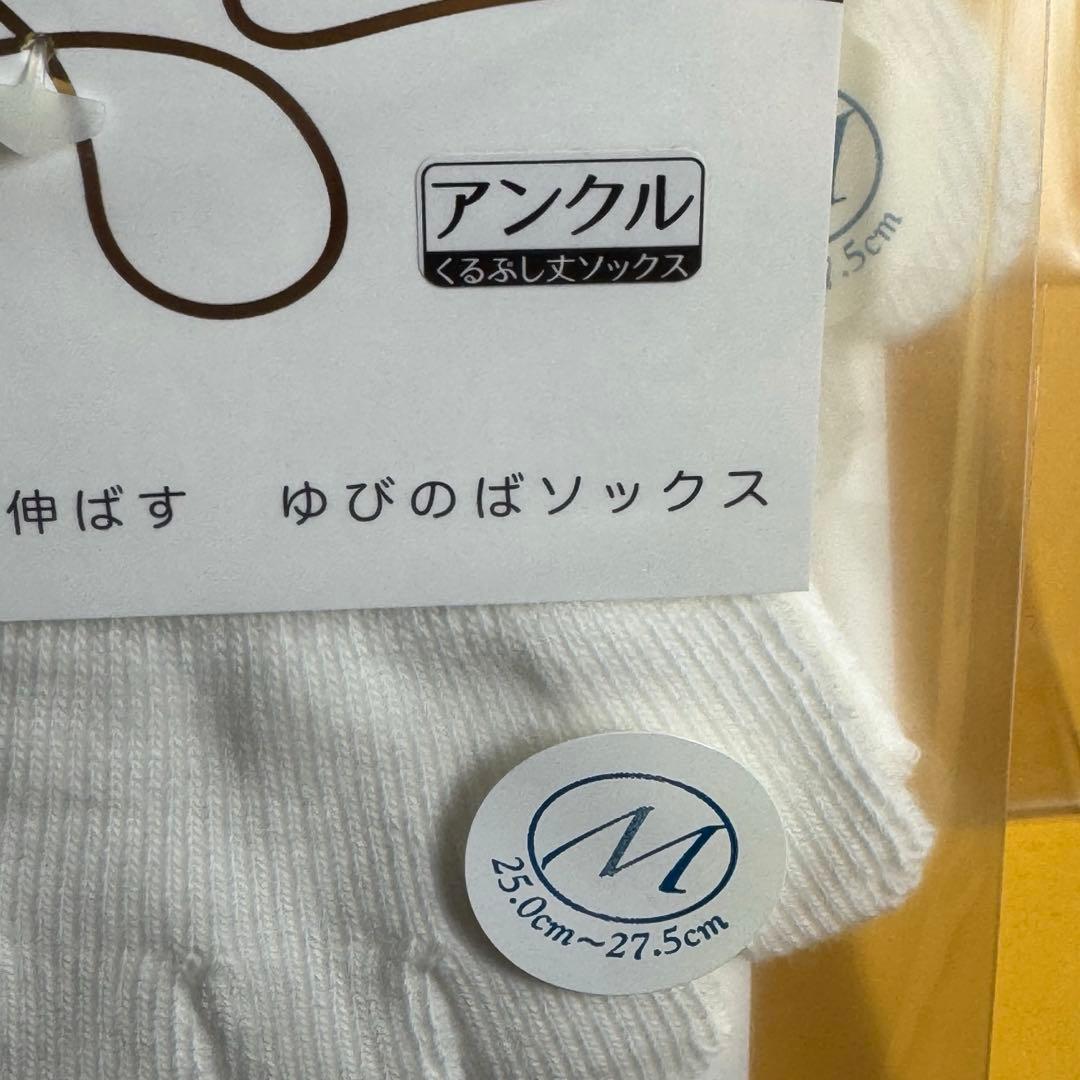 アンクル
くるぶし丈ソックス
伸ばす ゆびのばソックス
M
.5cm
M
25.0cm~27.5cm